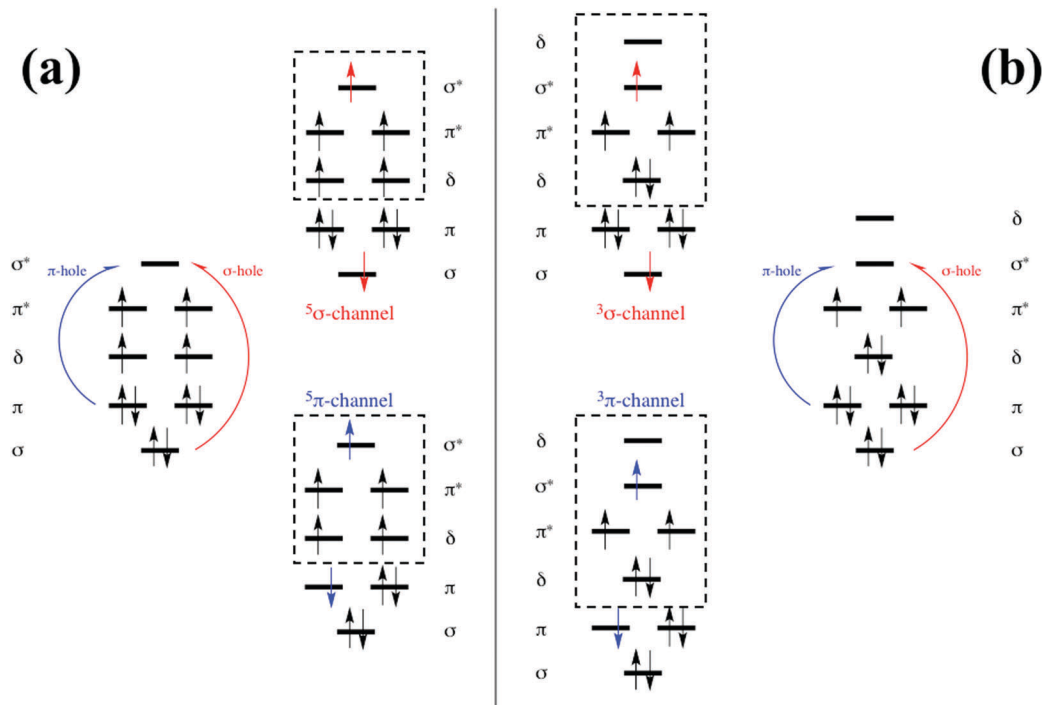 (a)
σ*
π*
δ
π
σ
⁵σ-channel
σ*
π*
δ
π
σ
π-hole
σ-hole
⁵π-channel
σ*
π*
δ
π
σ
(b)
δ
σ*
π*
δ
π
σ
³σ-channel
δ
σ*
π*
δ
π
σ
π-hole
σ-hole
³π-channel
δ
σ*
π*
δ
π
σ